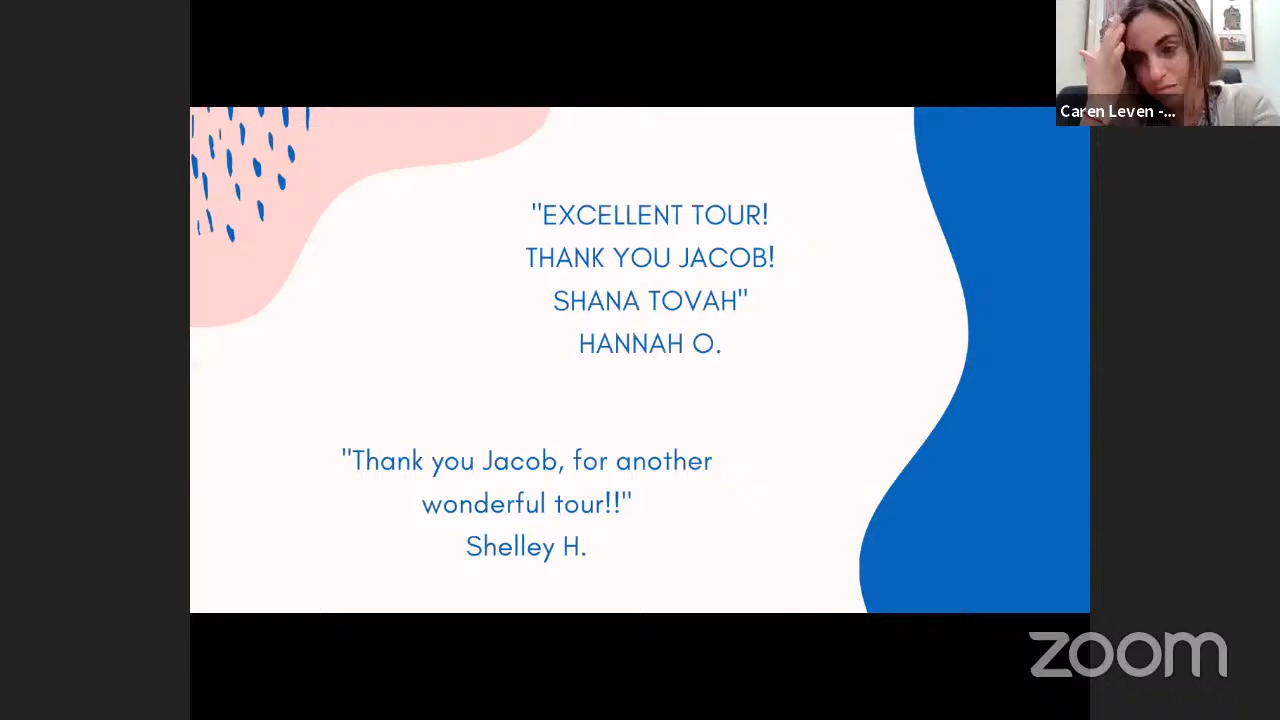 Caren Leven -...
"EXCELLENT TOUR!
THANK YOU JACOB!
SHANA TOVAH"
HANNAH O.
"Thank you Jacob, for another
wonderful tour!!"
Shelley H.
zoom